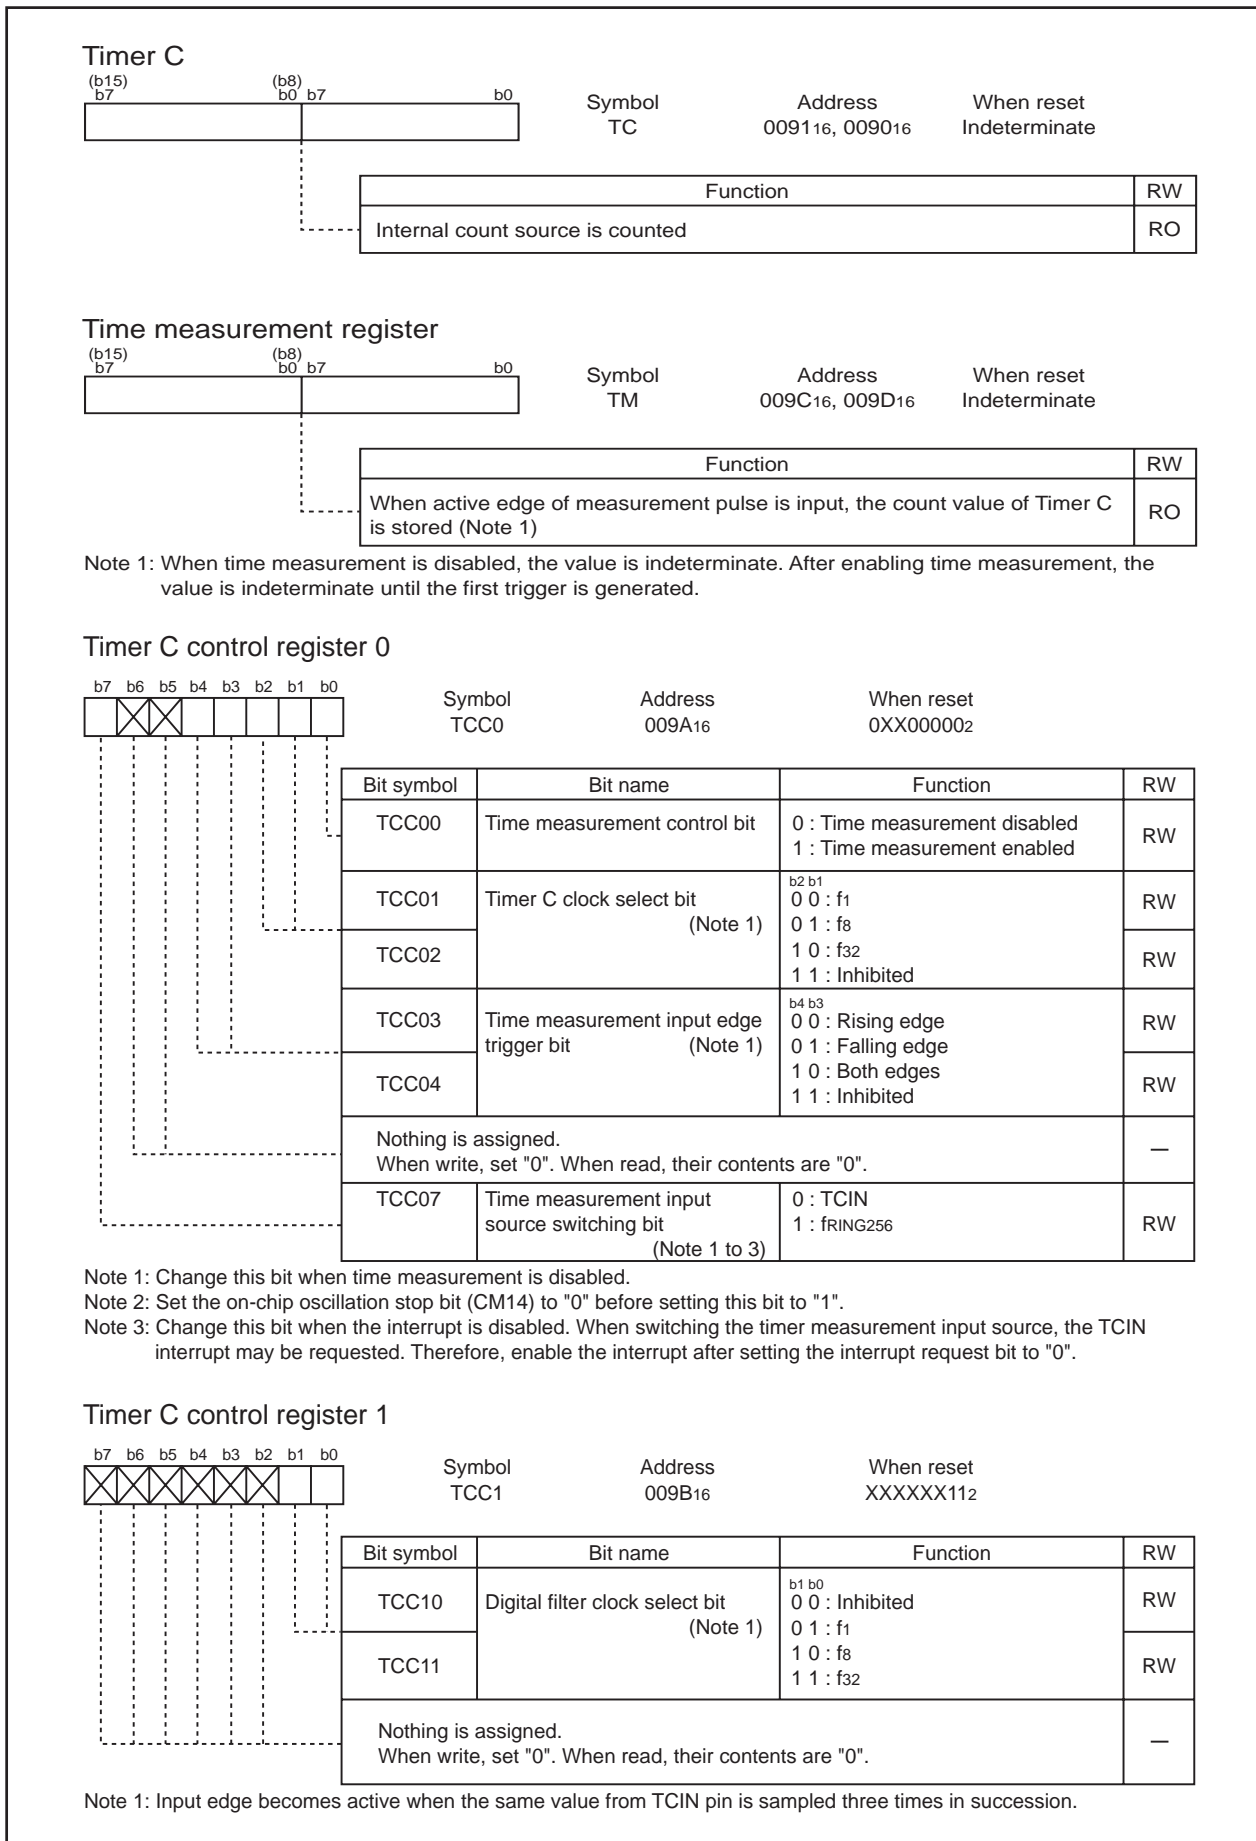 Timer C
(b15) (b8)
b7 b0 b7 b0
Symbol Address When reset
TC 009116, 009016 Indeterminate
Function RW
Internal count source is counted RO
Time measurement register
(b15) (b8)
b7 b0 b7 b0
Symbol Address When reset
TM 009C16, 009D16 Indeterminate
Function RW
When active edge of measurement pulse is input, the count value of Timer C
is stored (Note 1) RO
Note 1: When time measurement is disabled, the value is indeterminate. After enabling time measurement, the
value is indeterminate until the first trigger is generated.
Timer C control register 0
b7 b6 b5 b4 b3 b2 b1 b0
Symbol Address When reset
TCC0 009A16 0XX000002
Bit symbol Bit name Function RW
TCC00 Time measurement control bit 0 : Time measurement disabled
1 : Time measurement enabled RW
b2 b1
TCC01 Timer C clock select bit 0 0 : f1 RW
(Note 1) 0 1 : f8
TCC02 1 0 : f32 RW
1 1 : Inhibited
b4 b3
TCC03 Time measurement input edge 0 0 : Rising edge RW
trigger bit (Note 1) 0 1 : Falling edge
TCC04 1 0 : Both edges RW
1 1 : Inhibited
Nothing is assigned.
When write, set "0". When read, their contents are "0". —
TCC07 Time measurement input 0 : TCIN
source switching bit 1 : fRING256 RW
(Note 1 to 3)
Note 1: Change this bit when time measurement is disabled.
Note 2: Set the on-chip oscillation stop bit (CM14) to "0" before setting this bit to "1".
Note 3: Change this bit when the interrupt is disabled. When switching the timer measurement input source, the TCIN
interrupt may be requested. Therefore, enable the interrupt after setting the interrupt request bit to "0".
Timer C control register 1
b7 b6 b5 b4 b3 b2 b1 b0
Symbol Address When reset
TCC1 009B16 XXXXXX112
Bit symbol Bit name Function RW
b1 b0
TCC10 Digital filter clock select bit 0 0 : Inhibited RW
(Note 1) 0 1 : f1
TCC11 1 0 : f8 RW
1 1 : f32
Nothing is assigned.
When write, set "0". When read, their contents are "0". —
Note 1: Input edge becomes active when the same value from TCIN pin is sampled three times in succession.